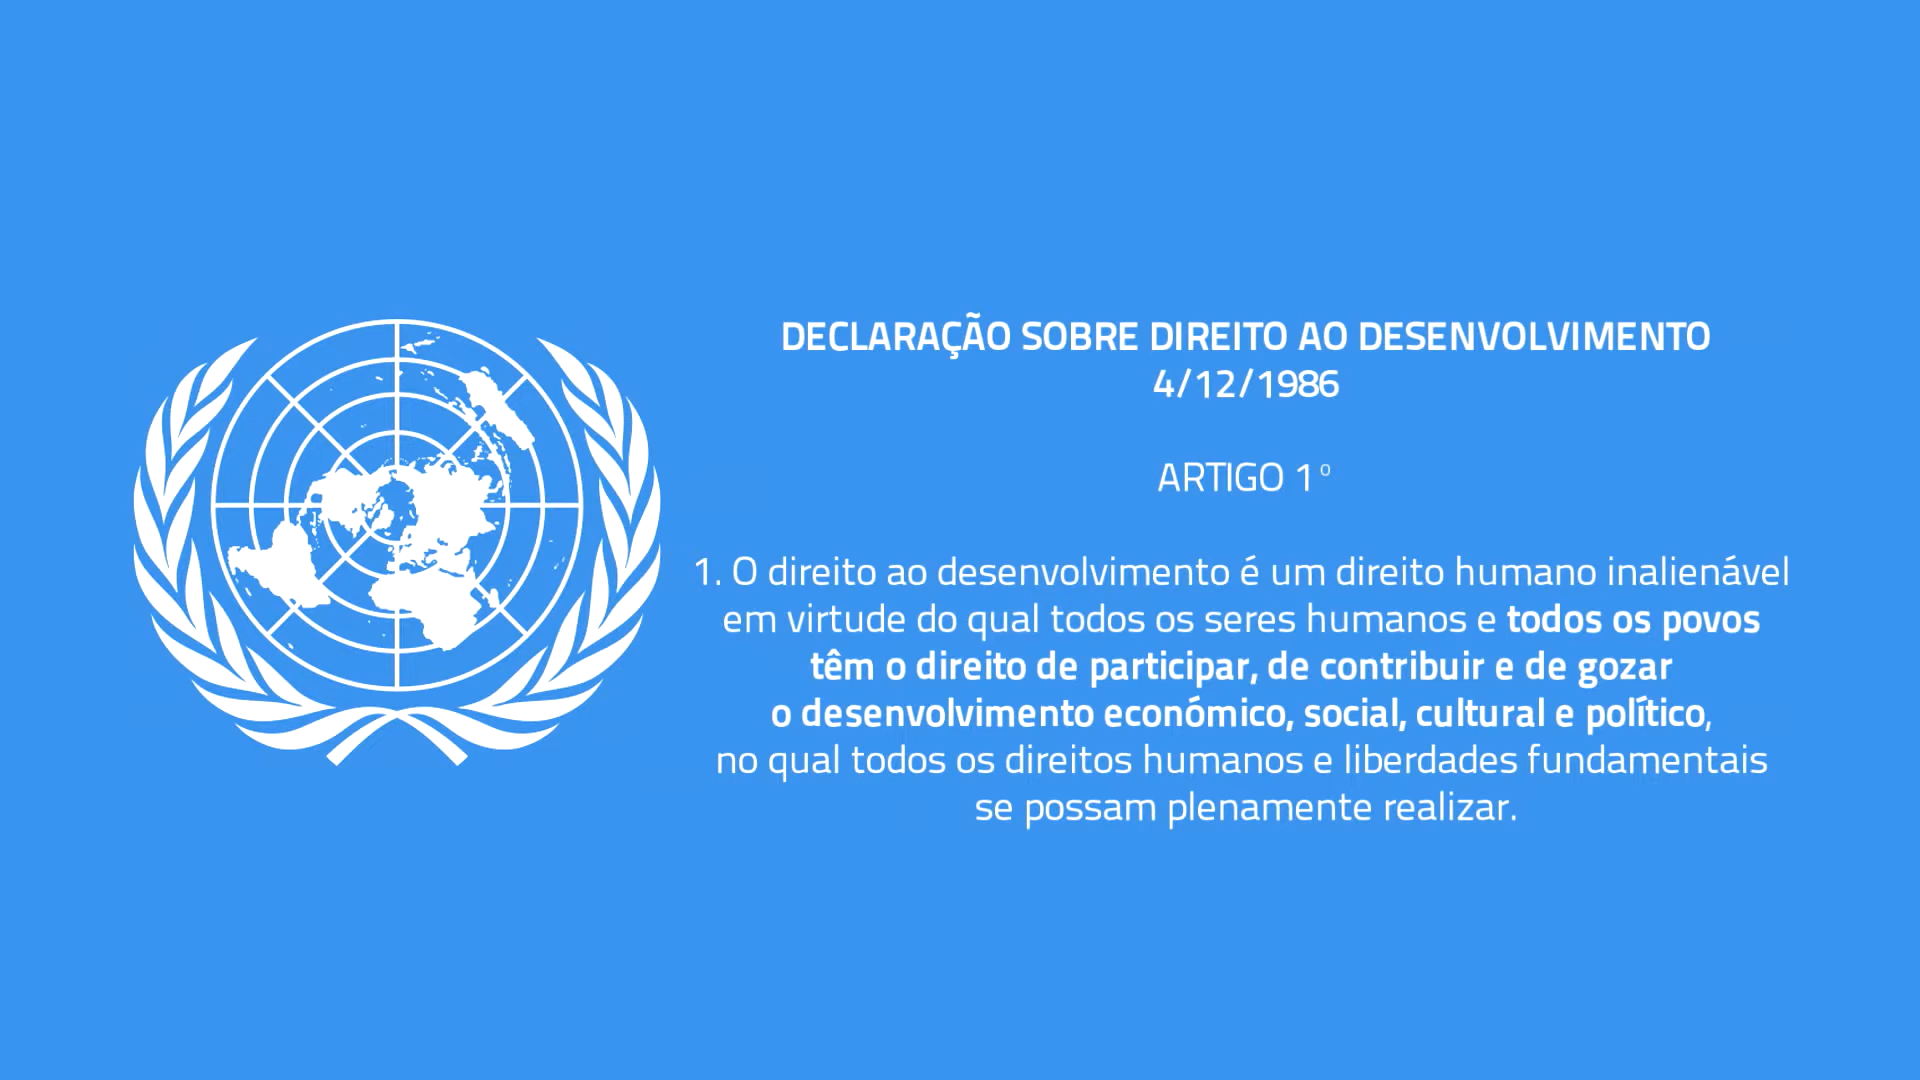 DECLARAÇÃO SOBRE DIREITO AO DESENVOLVIMENTO
4/12/1986
ARTIGO 1º
1. O direito ao desenvolvimento é um direito humano inalienável
em virtude do qual todos os seres humanos e todos os povos
têm o direito de participar, de contribuir e de gozar
o desenvolvimento económico, social, cultural e político,
no qual todos os direitos humanos e liberdades fundamentais
se possam plenamente realizar.